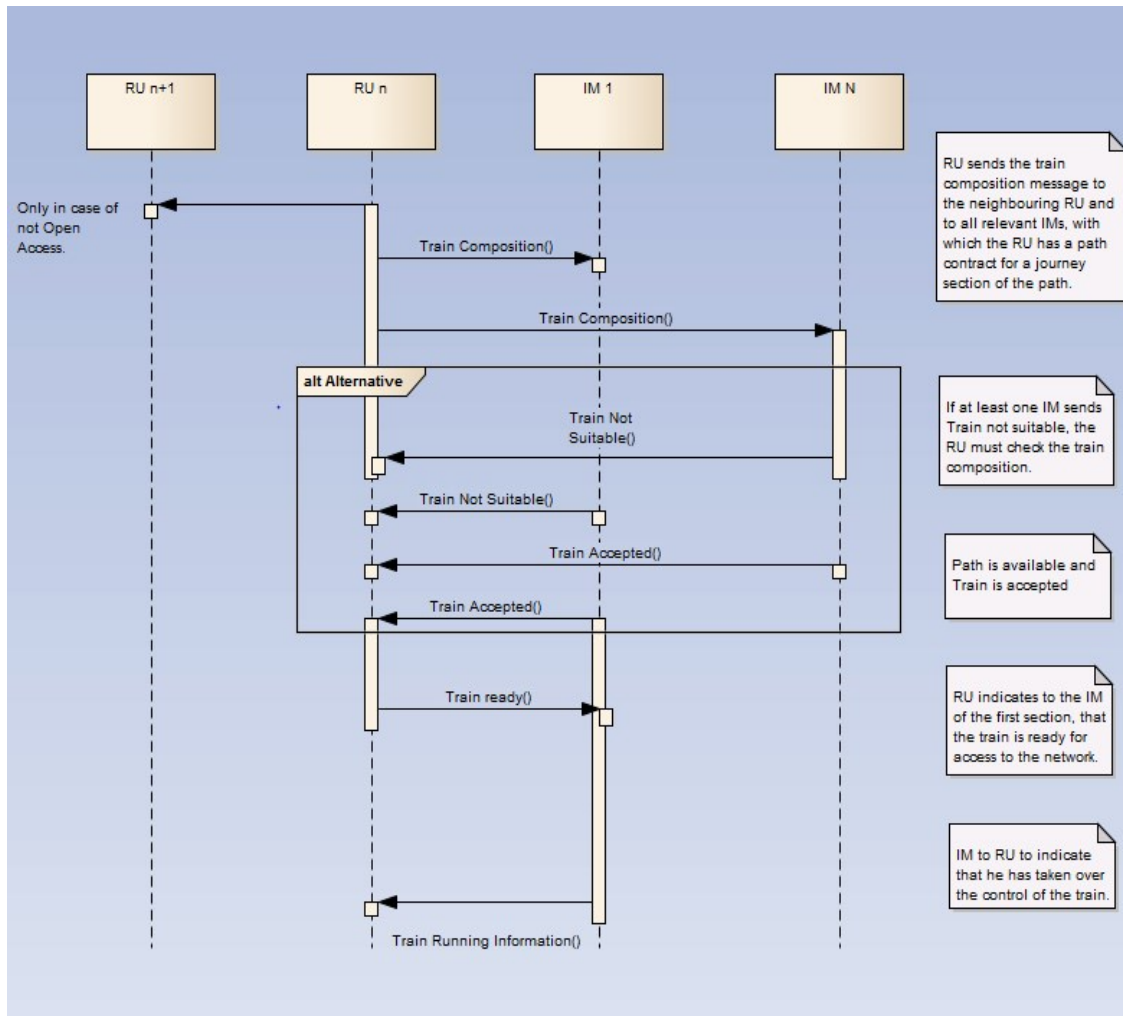 RU n+1
RU n
IM 1
IM N
RU sends the train
composition message to
the neighbouring RU and
to all relevant IMs, with
which the RU has a path
contract for a journey
section of the path.
Only in case of
not Open
Access.
Train Composition()
Train Composition()
alt Alternative
If at least one IM sends
Train not suitable, the
RU must check the train
composition.
Train Not
Suitable()
Train Not Suitable()
Train Accepted()
Path is available and
Train is accepted
Train Accepted()
Train ready()
RU indicates to the IM
of the first section, that
the train is ready for
access to the network.
IM to RU to indicate
that he has taken over
the control of the train.
Train Running Information()